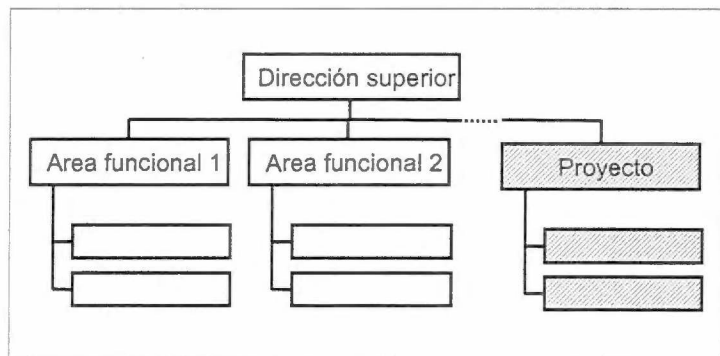 Dirección superior
Area funcional 1
Area funcional 2
Proyecto